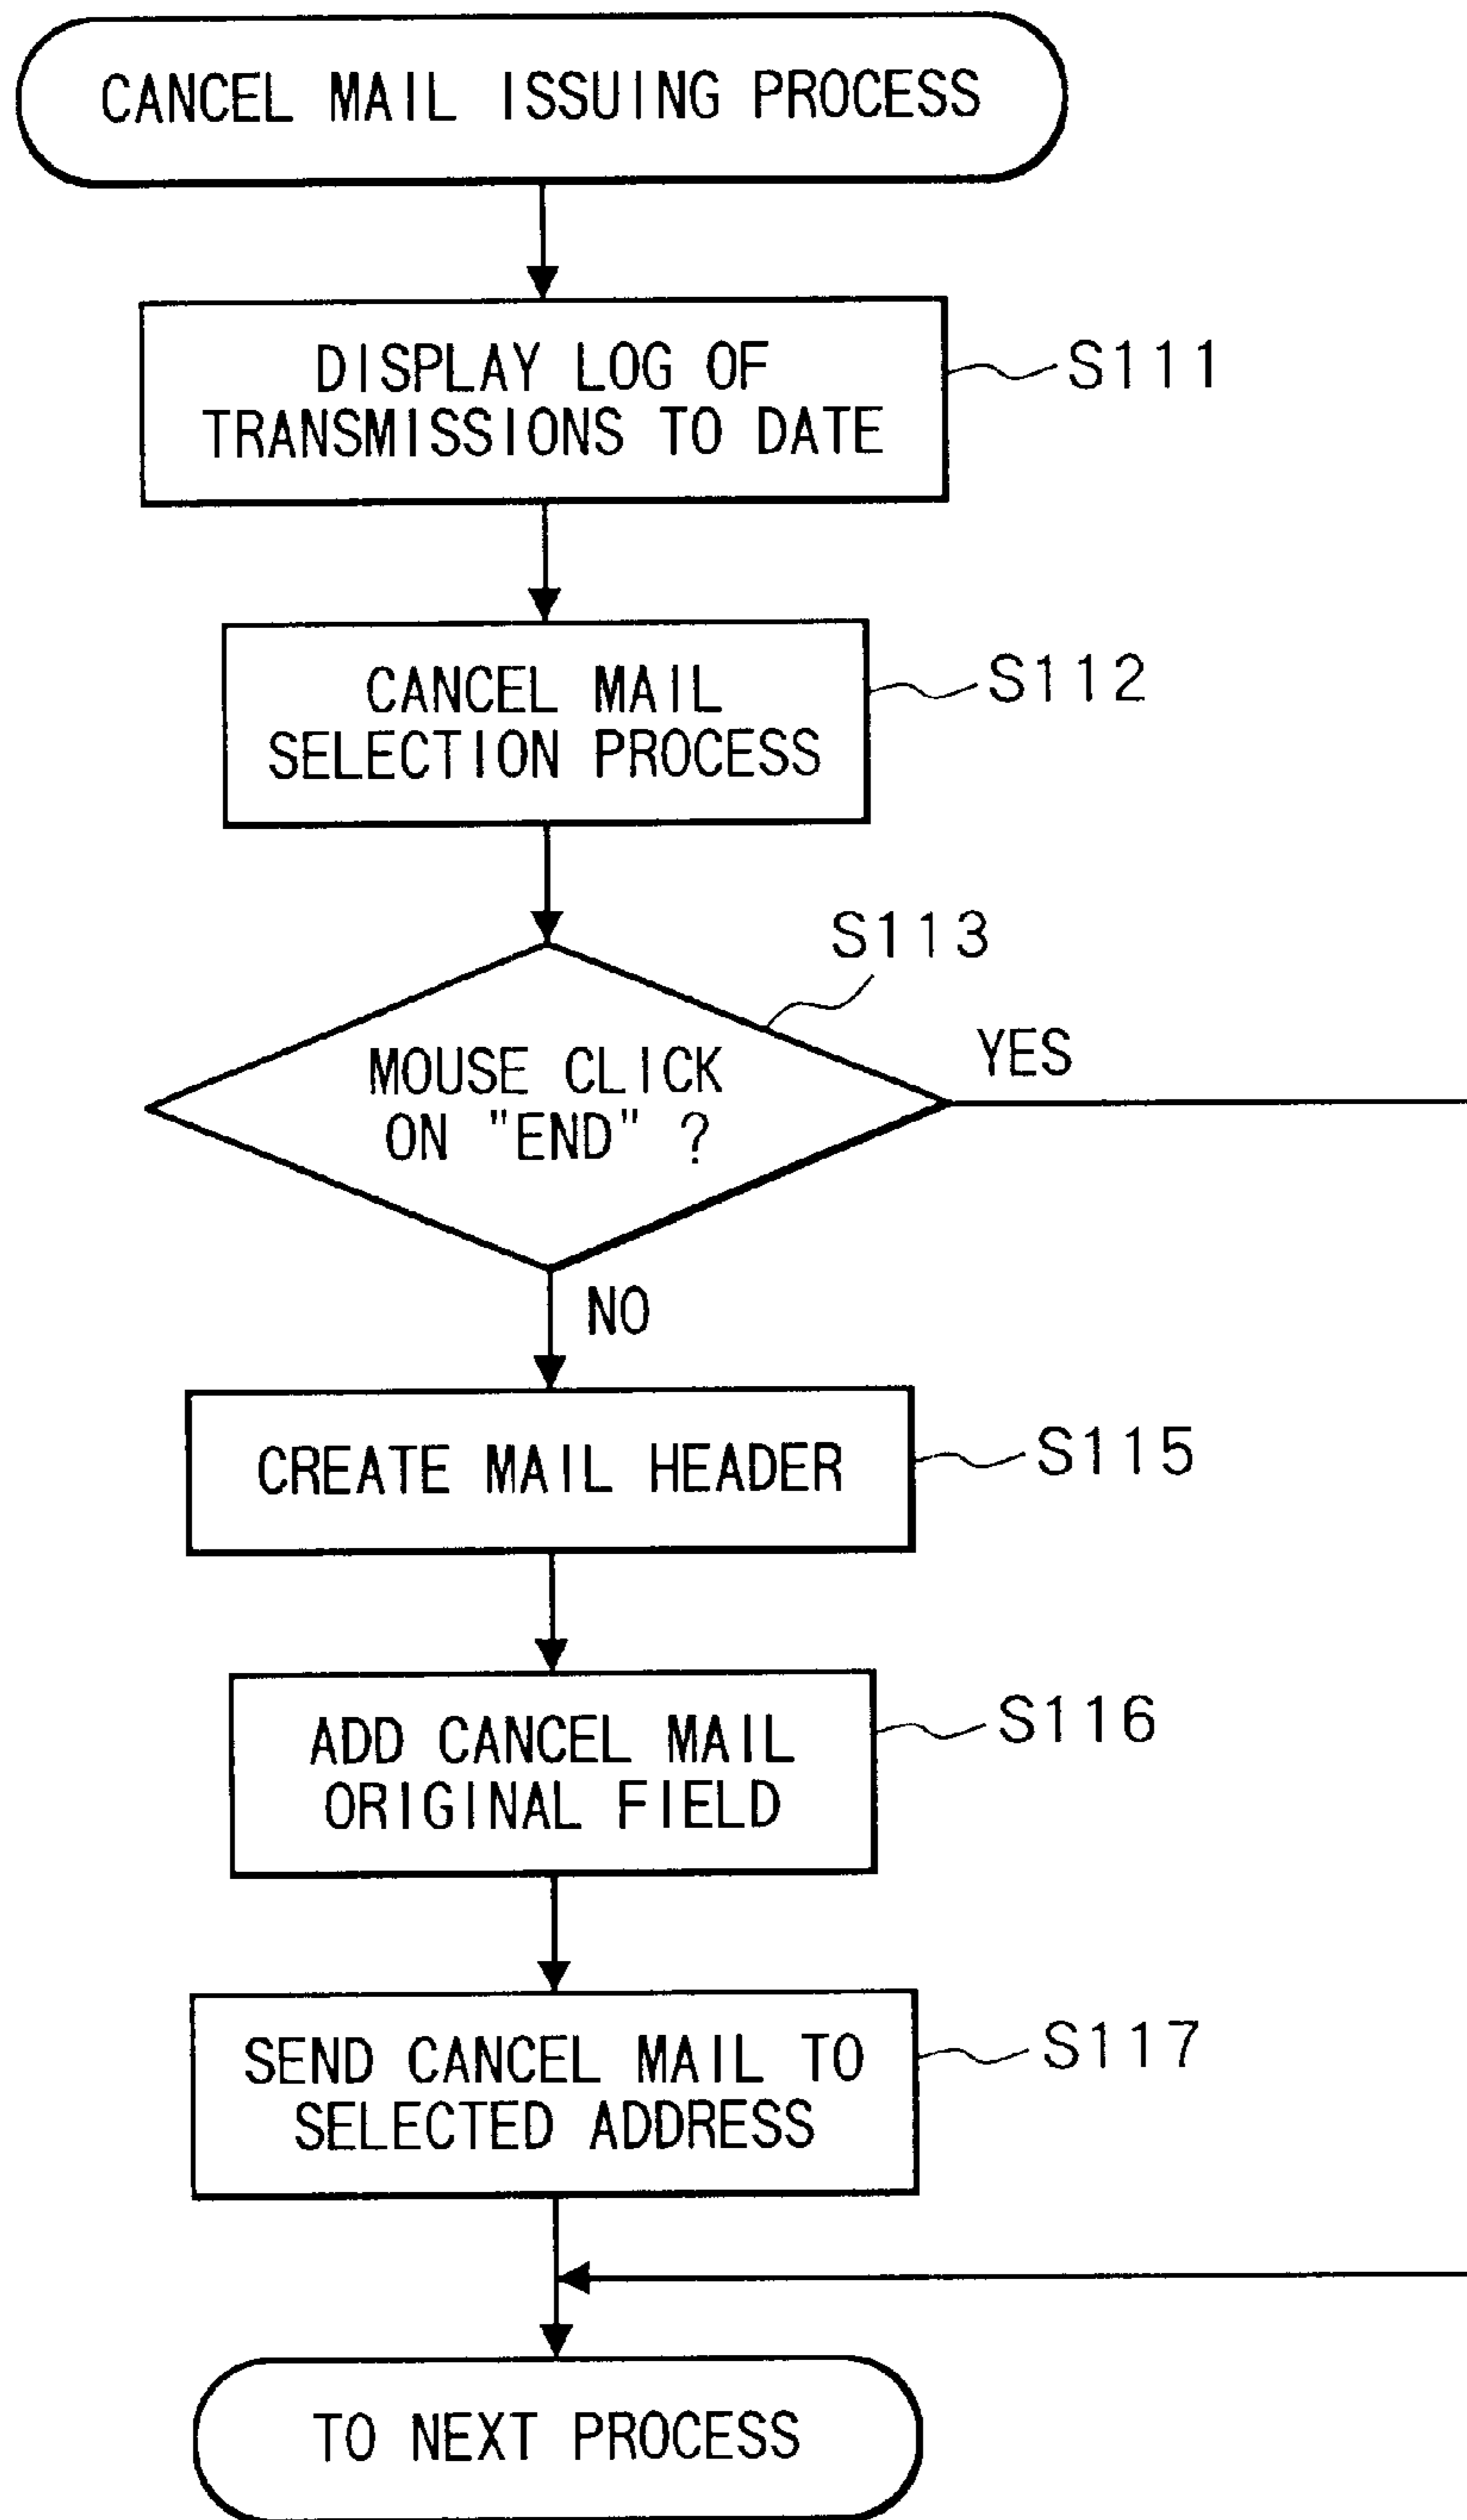 CANCEL MAIL ISSUING PROCESS
DISPLAY LOG OF
TRANSMISSIONS TO DATE
S111
CANCEL MAIL
SELECTION PROCESS
S112
S113
MOUSE CLICK
ON "END" ?
YES
NO
CREATE MAIL HEADER
S115
ADD CANCEL MAIL
ORIGINAL FIELD
S116
SEND CANCEL MAIL TO
SELECTED ADDRESS
S117
TO NEXT PROCESS